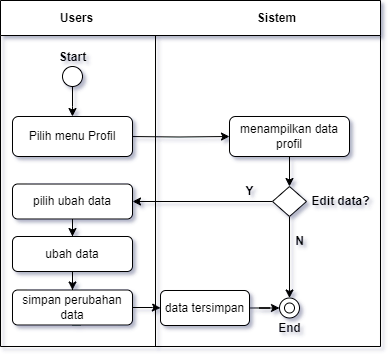 Users
Sistem
Start
Pilih menu Profil
menampilkan data
profil
pilih ubah data
Y
Edit data?
N
ubah data
simpan perubahan
data
data tersimpan
End